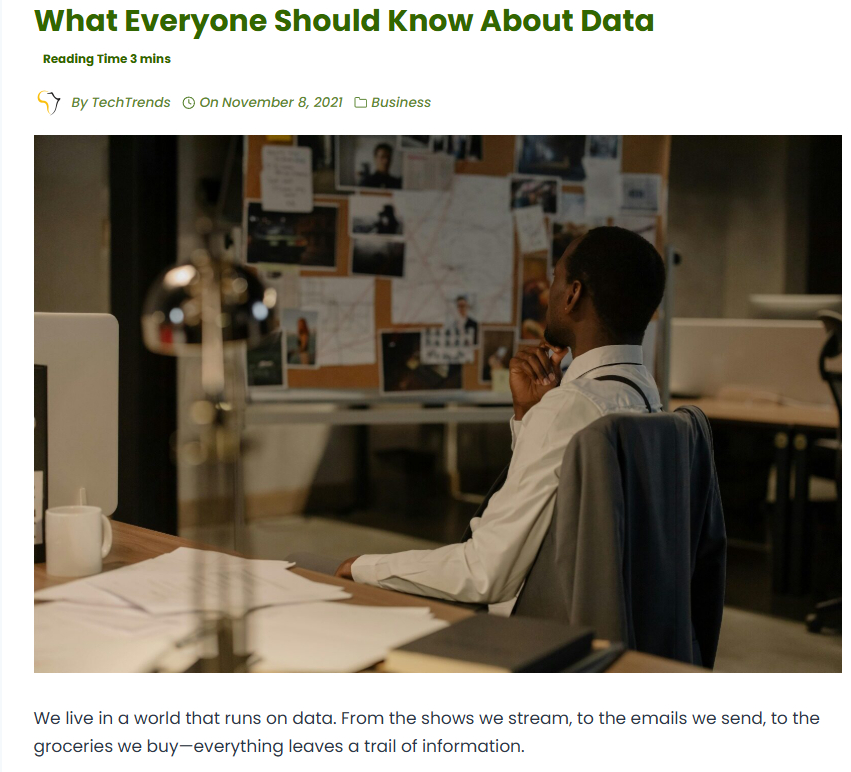 What Everyone Should Know About Data
Reading Time 3 mins
By TechTrends On November 8, 2021 Business
We live in a world that runs on data. From the shows we stream, to the emails we send, to the
groceries we buy—everything leaves a trail of information.